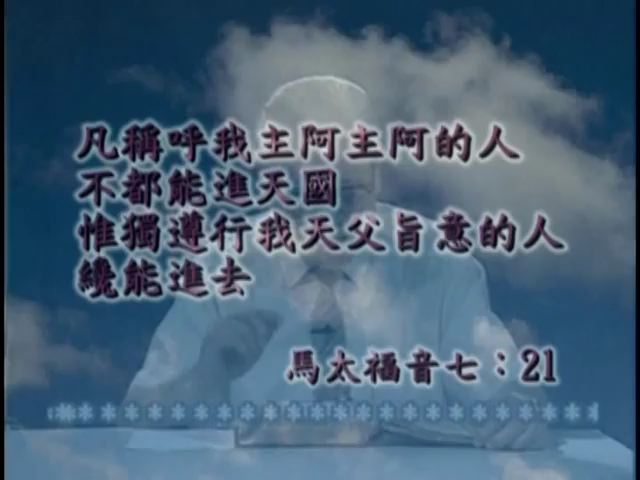 凡稱呼我主阿主阿的人
不都能進天國
惟獨遵行我天父旨意的人
纔能進去
馬太福音七：21